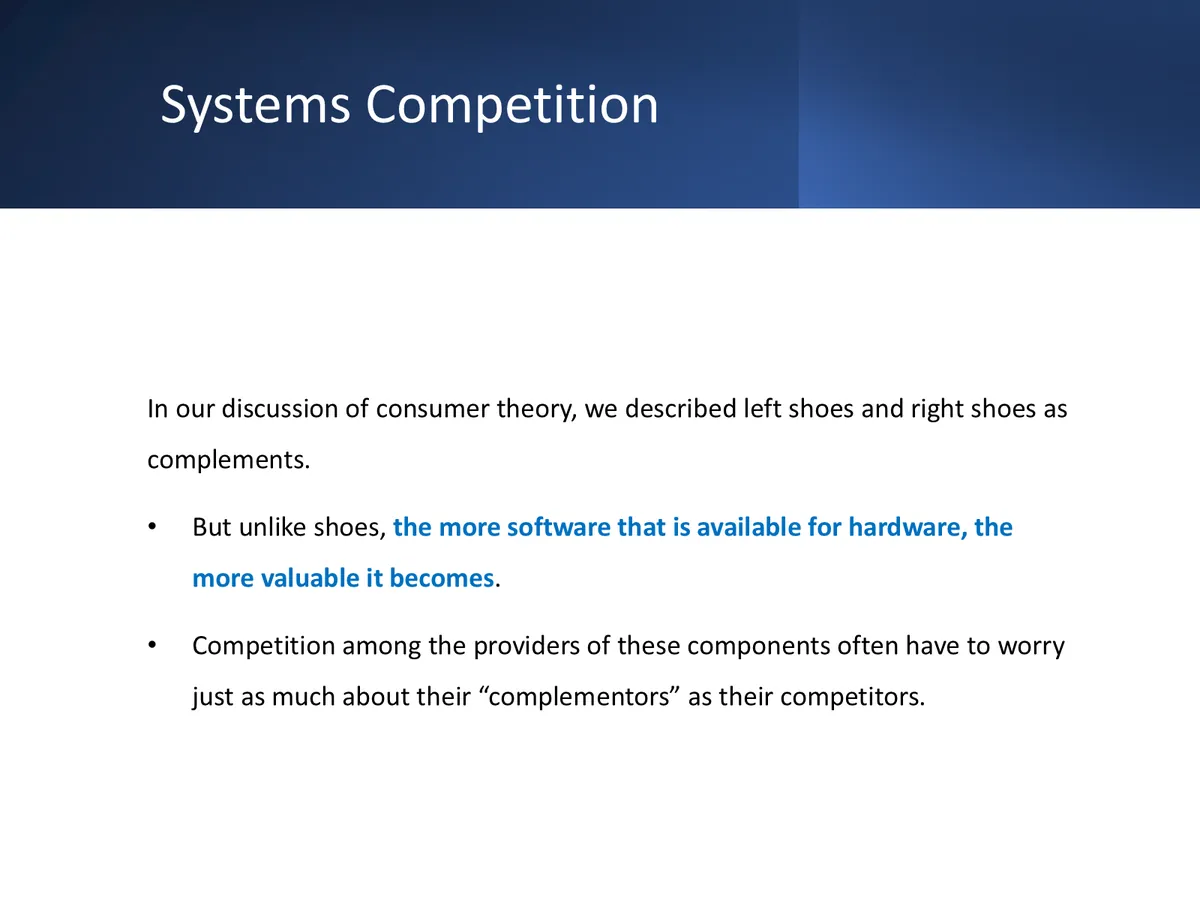 Systems Competition
In our discussion of consumer theory, we described left shoes and right shoes as
complements.
• But unlike shoes, the more software that is available for hardware, the
more valuable it becomes.
• Competition among the providers of these components often have to worry
just as much about their “complementors” as their competitors.